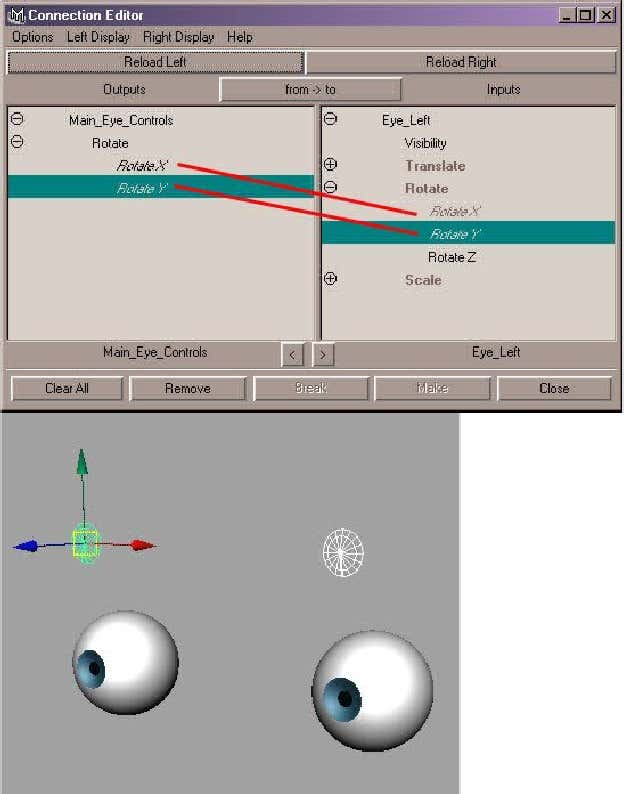 Connection Editor
Options Left Display Right Display Help
Reload Left Reload Right
Outputs from -> to Inputs
Main_Eye_Controls Eye_Left
Rotate Visibility
Rotate X Translate
Rotate Y Rotate
Rotate X
Rotate Y
Rotate Z
Scale
Main_Eye_Controls < > Eye_Left
Clear All Remove Break Make Close